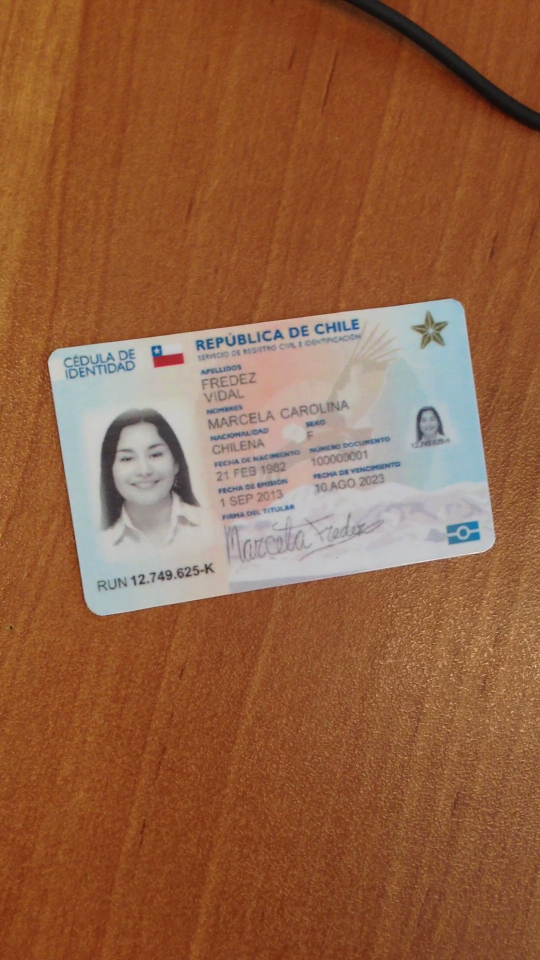 CÉDULA DE
IDENTIDAD
REPÚBLICA DE CHILE
SERVICIO DE REGISTRO CIVIL E IDENTIFICACIÓN
APELLIDOS
FREDEZ
VIDAL
NOMBRES
MARCELA CAROLINA
NACIONALIDAD SEXO
CHILENA F
FECHA DE NACIMIENTO NÚMERO DOCUMENTO
21 FEB 1982 100000001
FECHA DE EMISIÓN FECHA DE VENCIMIENTO
1 SEP 2013 10 AGO 2023
FIRMA DEL TITULAR
Marcela Fredez
RUN 12.749.625-K